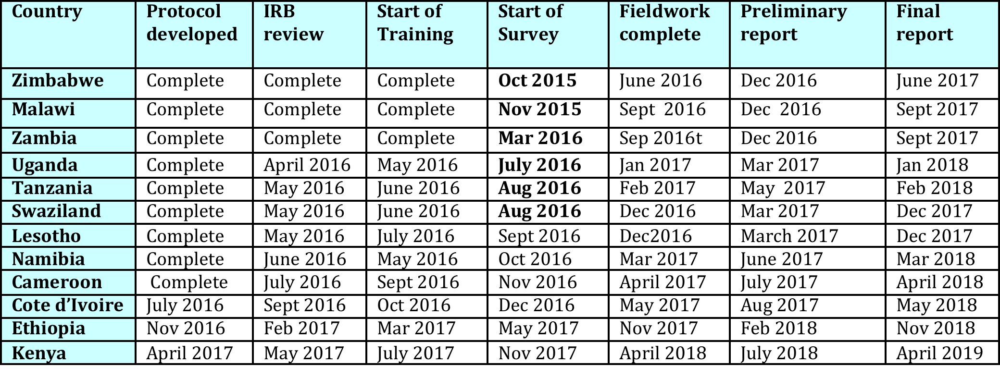 Country Protocol developed IRB review Start of Training Start of Survey Fieldwork complete Preliminary report Final report
Zimbabwe Complete Complete Complete Oct 2015 June 2016 Dec 2016 June 2017
Malawi Complete Complete Complete Nov 2015 Sept  2016 Dec  2016 Sept 2017
Zambia Complete Complete Complete Mar 2016 Sep 2016t Dec 2016 Sept 2017
Uganda Complete April 2016 May 2016 July 2016 Jan 2017 Mar 2017 Jan 2018
Tanzania Complete May 2016 June 2016 Aug 2016 Feb 2017 May  2017 Feb 2018
Swaziland Complete May 2016 June 2016 Aug 2016 Dec 2016 Mar 2017 Dec 2017
Lesotho Complete May 2016 July 2016 Sept 2016 Dec2016 March 2017 Dec 2017
Namibia Complete June 2016 May 2016 Oct 2016 Mar 2017 June 2017 Mar 2018
Cameroon Complete July 2016 Sept 2016 Nov 2016 April 2017 July 2017 April 2018
Cote d’Ivoire July 2016 Sept 2016 Oct 2016 Dec 2016 May 2017 Aug 2017 May 2018
Ethiopia Nov 2016 Feb 2017 Mar 2017 May 2017 Nov 2017 Feb 2018 Nov 2018
Kenya April 2017 May 2017 July 2017 Nov 2017 April 2018 July 2018 April 2019